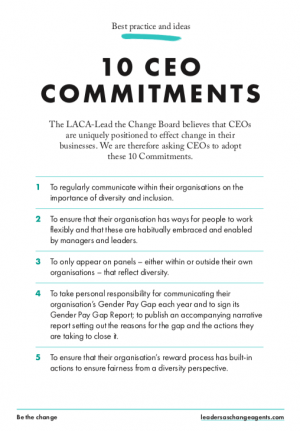 Best practice and ideas
10 CEO
COMMITMENTS
The LACA-Lead the Change Board believes that CEOs
are uniquely positioned to effect change in their
businesses. We are therefore asking CEOs to adopt
these 10 Commitments.
1 To regularly communicate within their organisations on the
importance of diversity and inclusion.
2 To ensure that their organisation has ways for people to work
flexibly and that these are habitually embraced and enabled
by managers and leaders.
3 To only appear on panels – either within or outside their own
organisations – that reflect diversity.
4 To take personal responsibility for communicating their
organisation's Gender Pay Gap each year and to sign its
Gender Pay Gap Report; to publish an accompanying narrative
report setting out the reasons for the gap and the actions they
are taking to close it.
5 To ensure that their organisation's reward process has built-in
actions to ensure fairness from a diversity perspective.
Be the change
leadersaschangeagents.com